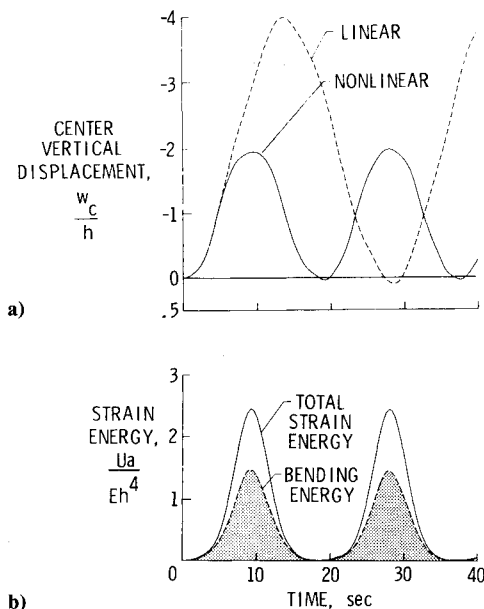 -4
LINEAR
-3
NONLINEAR
CENTER
VERTICAL
DISPLACEMENT,
w_c
h
-2
-1
0
.5
a)
3
STRAIN
ENERGY,
Ua
Eh^4
2
1
TOTAL
STRAIN
ENERGY
BENDING
ENERGY
0 10 20 30 40
TIME, sec
b)